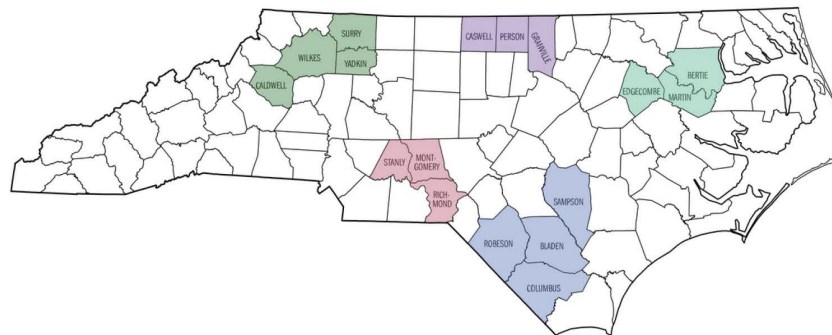 SURRY
WILKES
YADKIN
CALDWELL
CASWELL
PERSON
GRANVILLE
BERTIE
EDGECOMBE
MARTIN
STANLY
MONT-
GOMERY
RICH-
MOND
SAMPSON
ROBESON
BLADEN
COLUMBUS